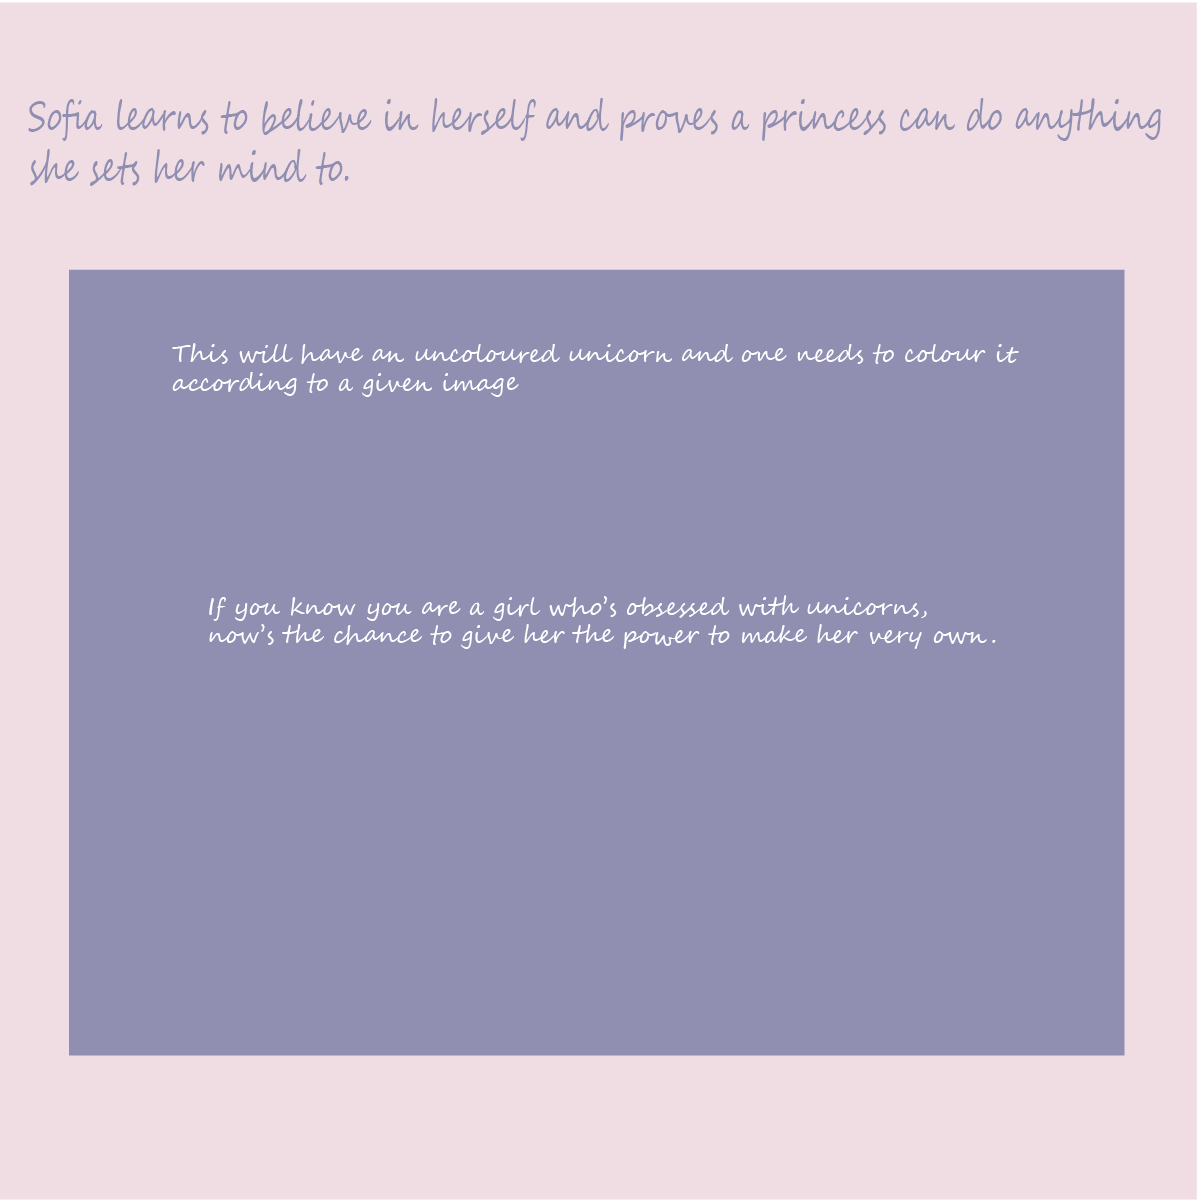 Sofia learns to believe in herself and proves a princess can do anything
she sets her mind to.
This will have an uncoloured unicorn and one needs to colour it
according to a given image
If you know you are a girl who's obsessed with unicorns,
now's the chance to give her the power to make her very own.